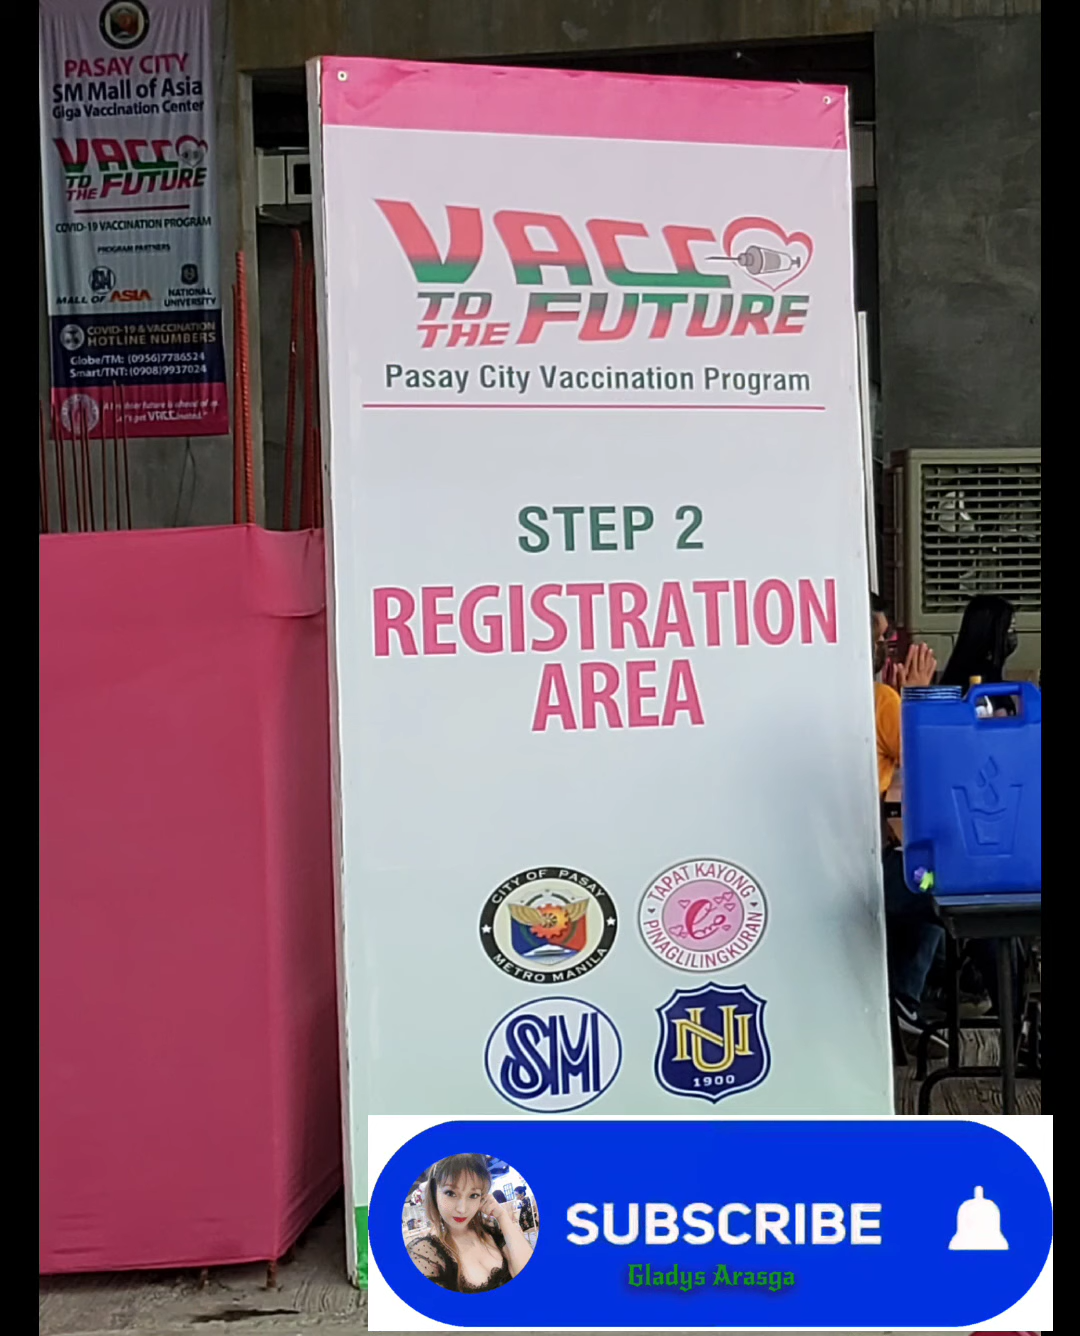 PASAY CITY
SM Mall of Asia
Giga Vaccination Center
VACC
TO THE FUTURE
COVID-19 VACCINATION PROGRAM
PROGRAM PARTNERS
SM
MALL OF ASIA
NATIONAL
UNIVERSITY
COVID-19 & VACCINATION
HOTLINE NUMBERS
Globe/TM: (0956)7786524
Smart/TNT: (0908)9937024
VACC
TO THE FUTURE
Pasay City Vaccination Program
STEP 2
REGISTRATION
AREA
CITY OF PASAY
METRO MANILA
TAPAT KAYONG
PINAGLILINGKURAN
SM
NU
1900
SUBSCRIBE
Gladys Arasga